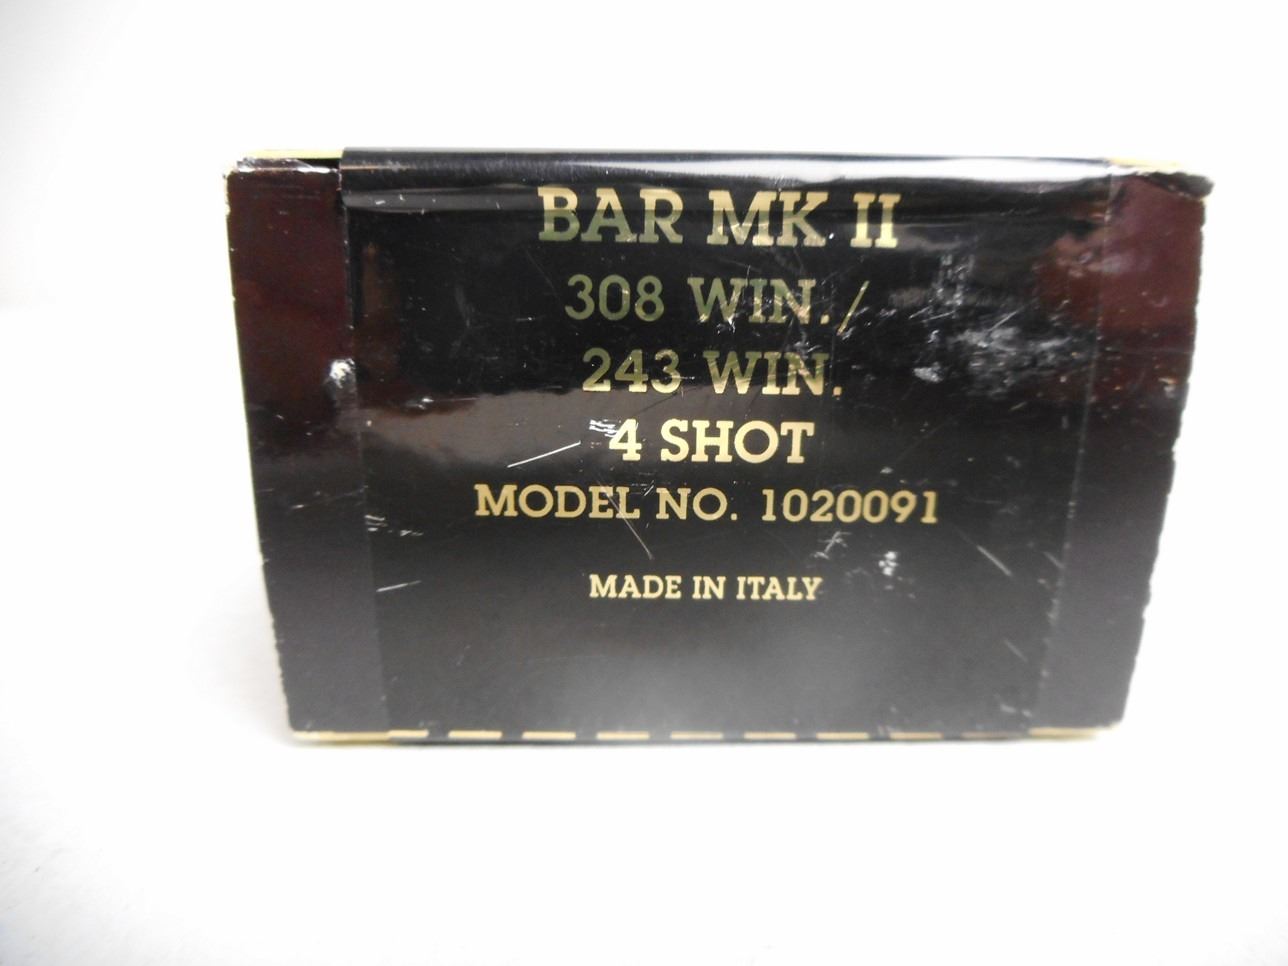 BAR MK II
308 WIN./
243 WIN.
4 SHOT
MODEL NO. 1020091
MADE IN ITALY